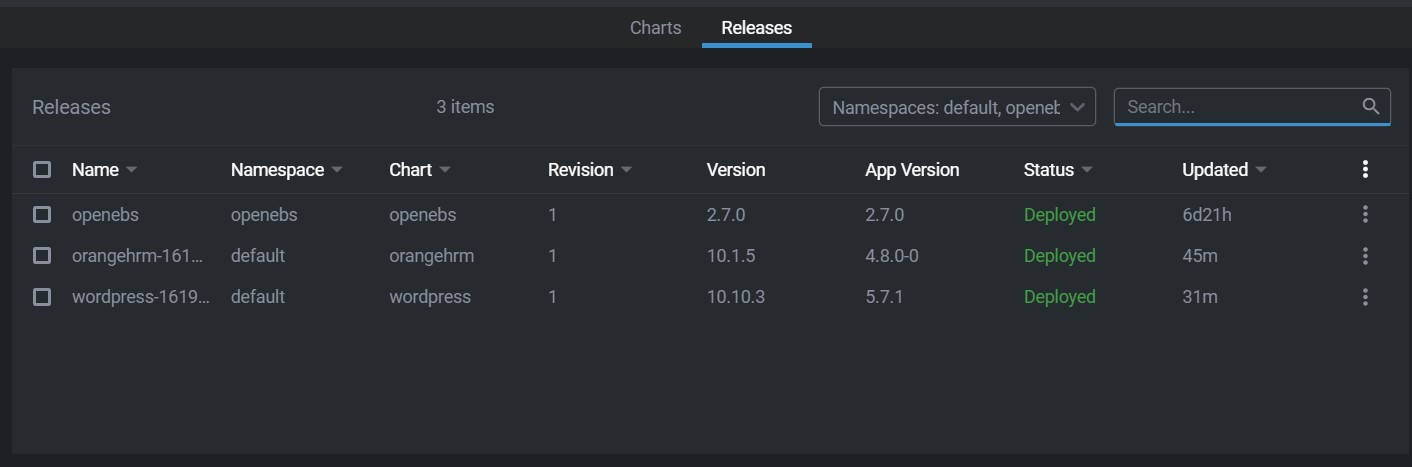 Charts Releases
Releases 3 items Namespaces: default, openeb Search...
Name Namespace Chart Revision Version App Version Status Updated
openebs openebs openebs 1 2.7.0 2.7.0 Deployed 6d21h
orangehrm-161... default orangehrm 1 10.1.5 4.8.0-0 Deployed 45m
wordpress-1619... default wordpress 1 10.10.3 5.7.1 Deployed 31m